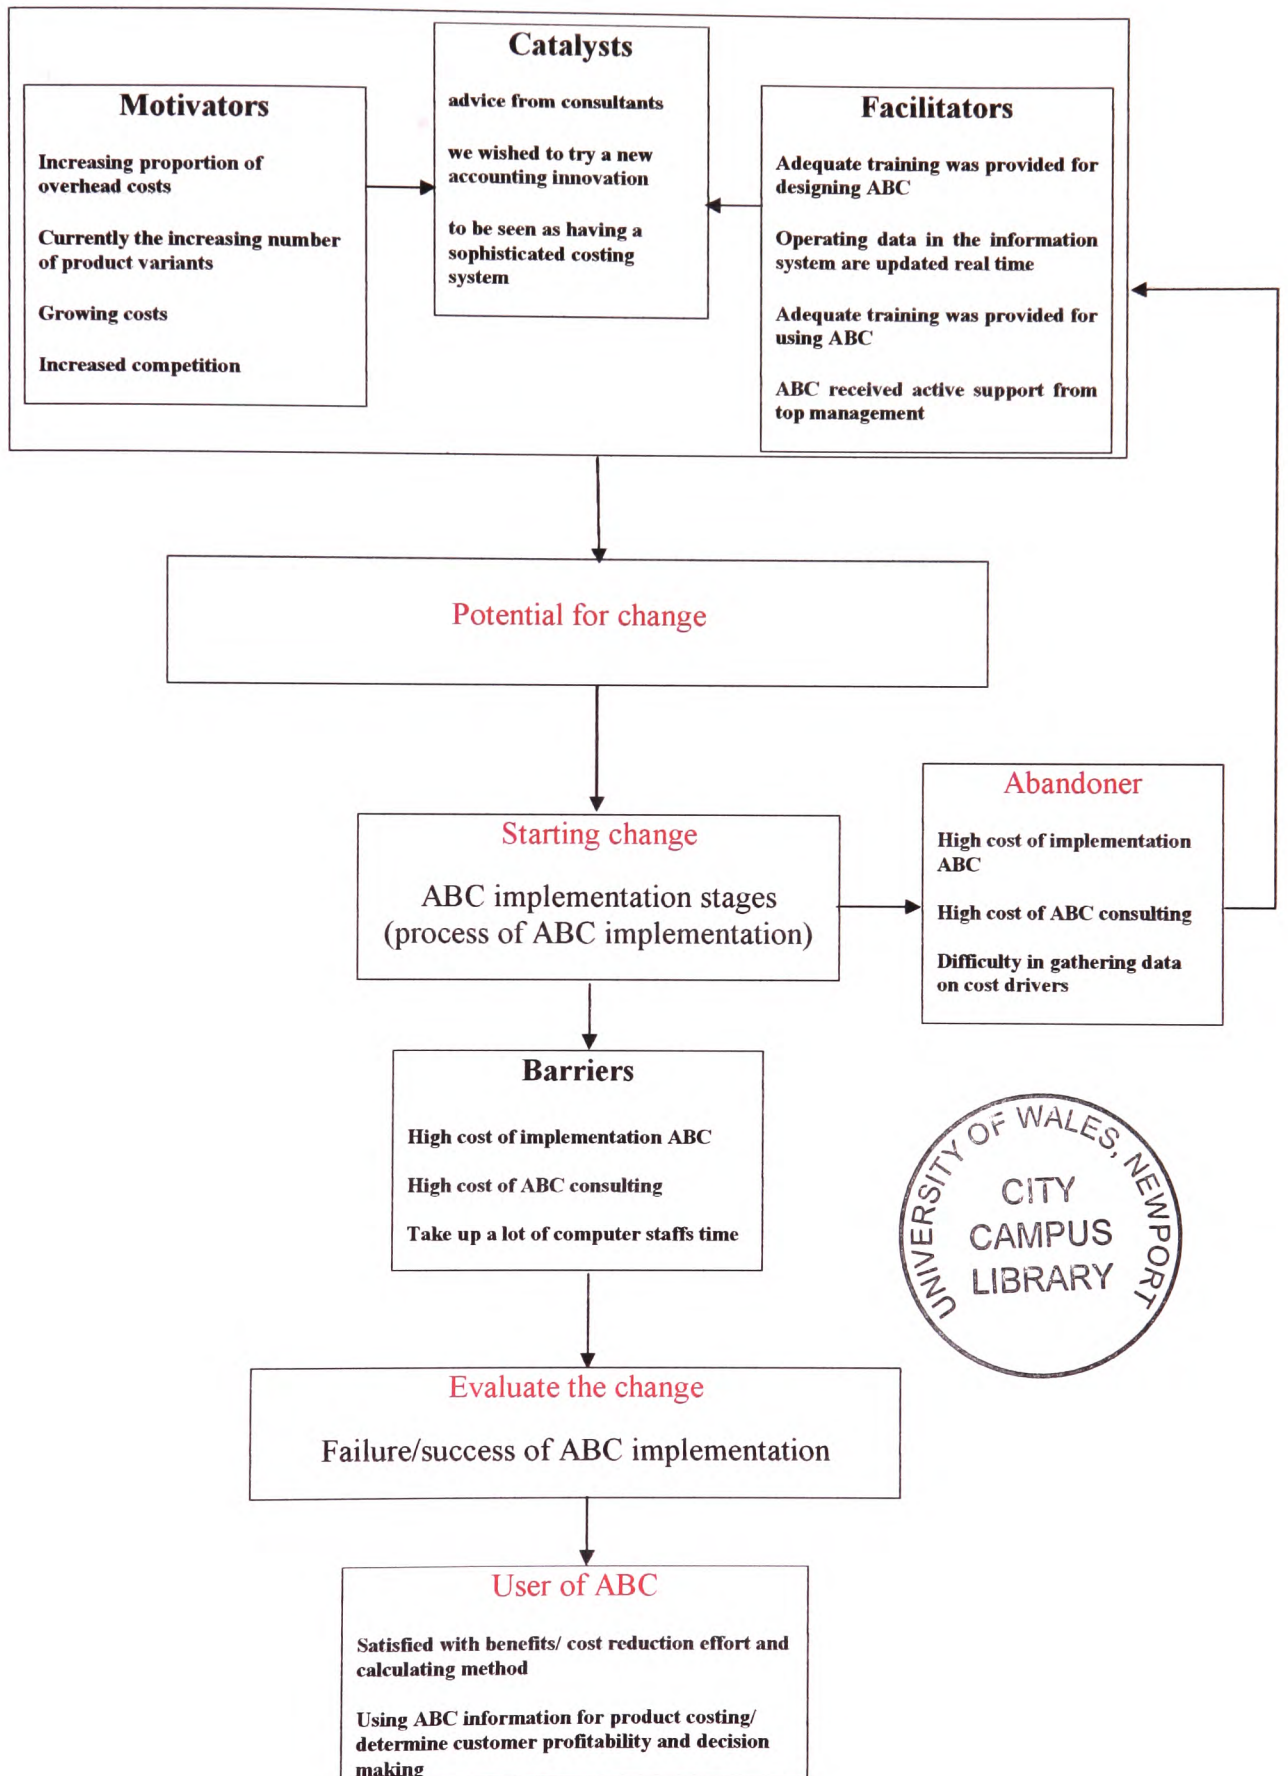 Motivators
Increasing proportion of
overhead costs
Currently the increasing number
of product variants
Growing costs
Increased competition
Catalysts
advice from consultants
we wished to try a new
accounting innovation
to be seen as having a
sophisticated costing
system
Facilitators
Adequate training was provided for
designing ABC
Operating data in the information
system are updated real time
Adequate training was provided for
using ABC
ABC received active support from
top management
Potential for change
Starting change
ABC implementation stages
(process of ABC implementation)
Abandoner
High cost of implementation
ABC
High cost of ABC consulting
Difficulty in gathering data
on cost drivers
Barriers
High cost of implementation ABC
High cost of ABC consulting
Take up a lot of computer staffs time
UNIVERSITY OF WALES, NEWPORT
CITY
CAMPUS
LIBRARY
Evaluate the change
Failure/success of ABC implementation
User of ABC
Satisfied with benefits/ cost reduction effort and
calculating method
Using ABC information for product costing/
determine customer profitability and decision
making